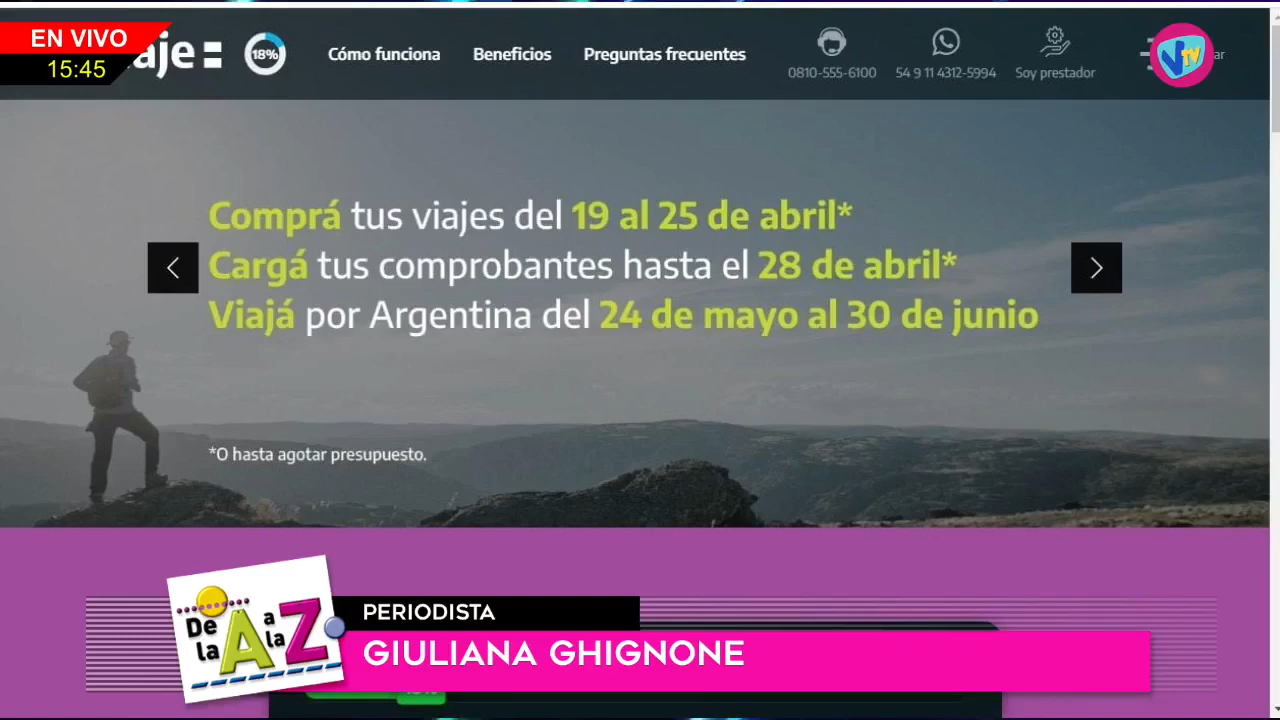 EN VIVO
15:45
aje
18%
Cómo funciona
Beneficios
Preguntas frecuentes
0810-555-6100
54 9 11 4312-5994
Soy prestador
VTV
ar
Comprá tus viajes del 19 al 25 de abril*
Cargá tus comprobantes hasta el 28 de abril*
Viajá por Argentina del 24 de mayo al 30 de junio
*O hasta agotar presupuesto.
De la A a la Z
PERIODISTA
GIULIANA GHIGNONE